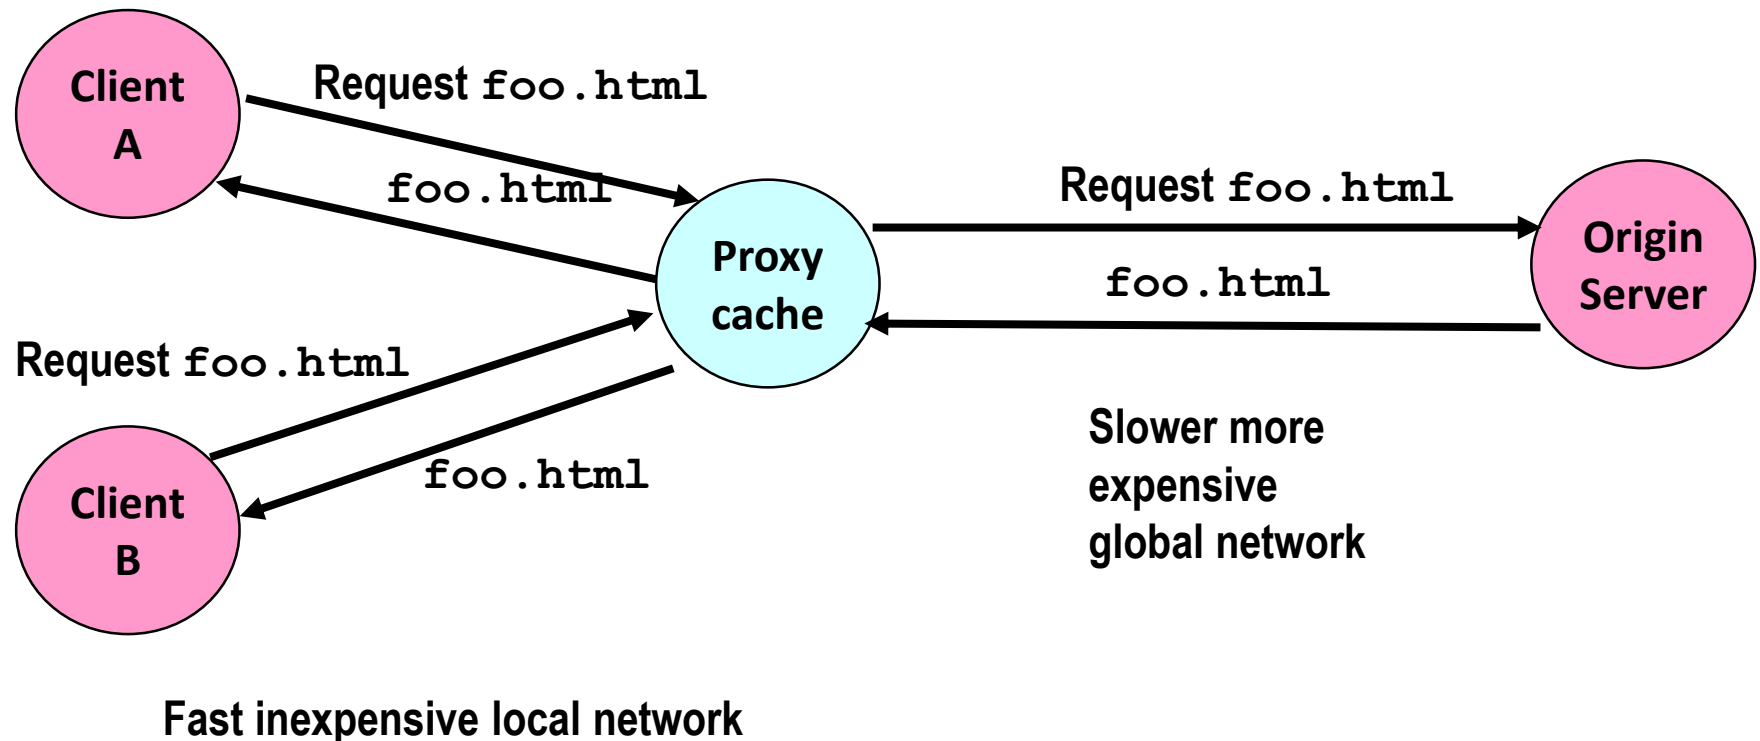 Client
A
Request foo.html
foo.html
Request foo.html
foo.html
Proxy
cache
Request foo.html
foo.html
Origin
Server
Client
B
Slower more
expensive
global network
Fast inexpensive local network